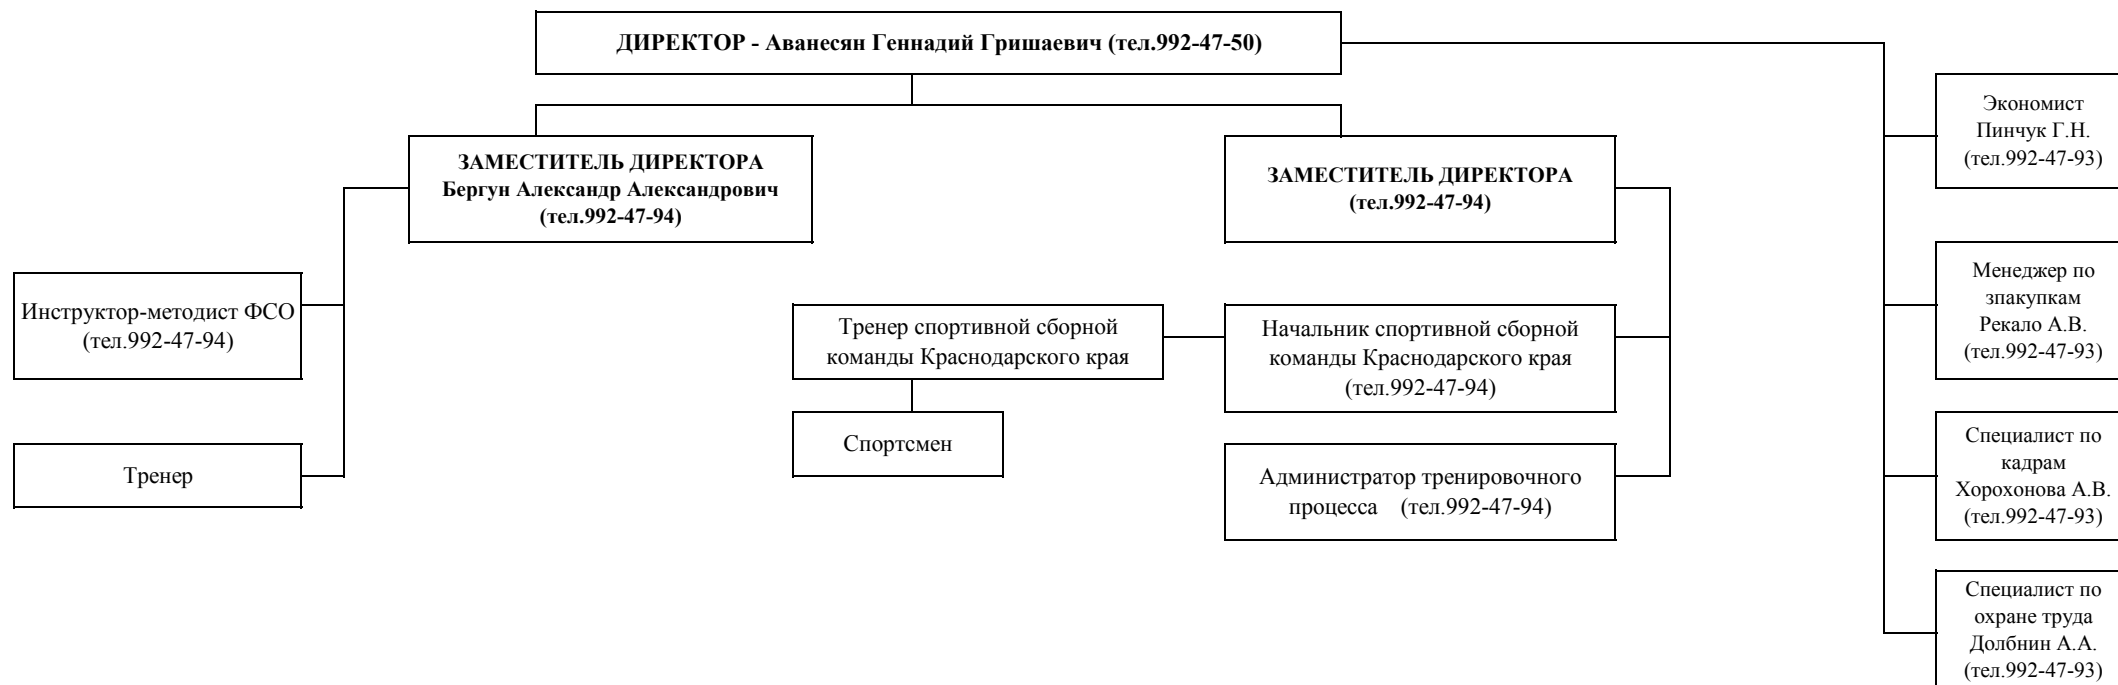 ДИРЕКТОР - Аванесян Геннадий Гришаевич (тел.992-47-50)
ЗАМЕСТИТЕЛЬ ДИРЕКТОРА
Бергун Александр Александрович
(тел.992-47-94)
ЗАМЕСТИТЕЛЬ ДИРЕКТОРА
(тел.992-47-94)
Экономист
Пинчук Г.Н.
(тел.992-47-93)
Инструктор-методист ФСО
(тел.992-47-94)
Тренер спортивной сборной
команды Краснодарского края
Начальник спортивной сборной
команды Краснодарского края
(тел.992-47-94)
Менеджер по
зпакупкам
Рекало А.В.
(тел.992-47-93)
Тренер
Спортсмен
Администратор тренировочного
процесса (тел.992-47-94)
Специалист по
кадрам
Хорохонова А.В.
(тел.992-47-93)
Специалист по
охране труда
Долбнин А.А.
(тел.992-47-93)